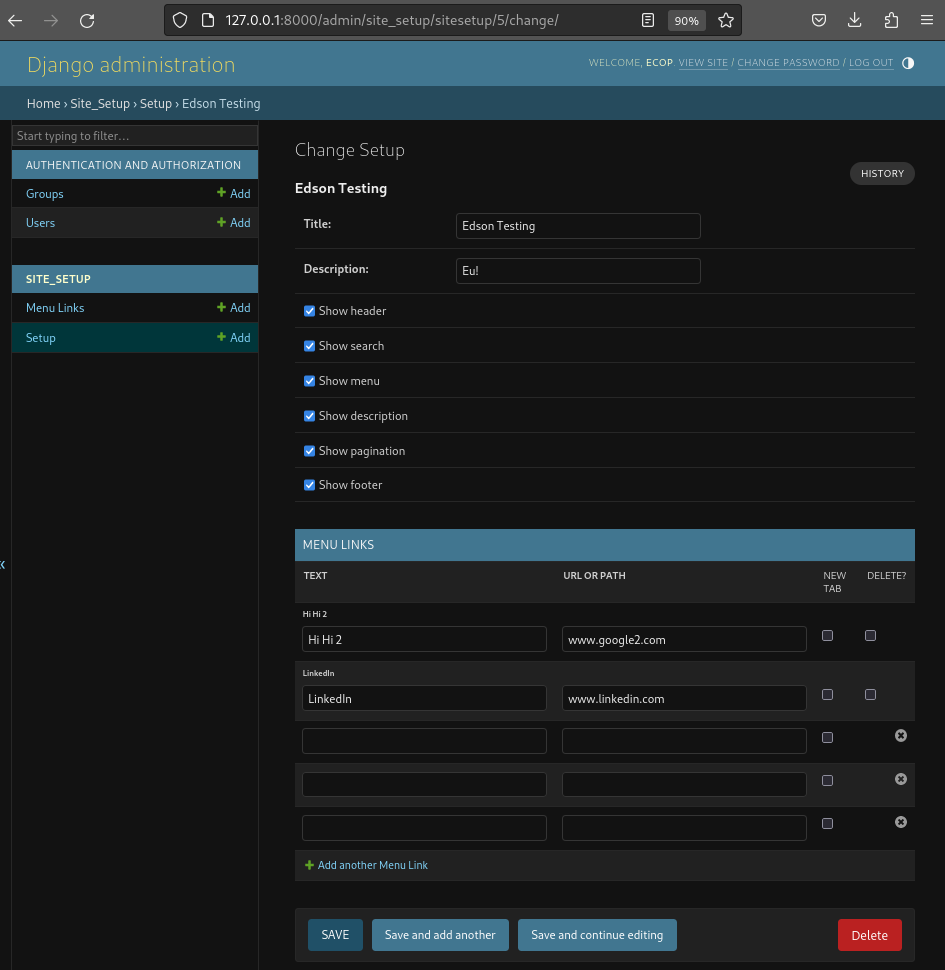 127.0.0.1:8000/admin/site_setup/sitesetup/5/change/ 90%
Django administration
WELCOME, ECOP. VIEW SITE / CHANGE PASSWORD / LOG OUT
Home › Site_Setup › Setup › Edson Testing
Start typing to filter…
AUTHENTICATION AND AUTHORIZATION
Groups + Add
Users + Add
SITE_SETUP
Menu Links + Add
Setup + Add
«
Change Setup
HISTORY
Edson Testing
Title: Edson Testing
Description: Eu!
Show header
Show search
Show menu
Show description
Show pagination
Show footer
MENU LINKS
TEXT URL OR PATH NEW TAB DELETE?
Hi Hi 2
Hi Hi 2 www.google2.com
LinkedIn
LinkedIn www.linkedin.com
+ Add another Menu Link
SAVE Save and add another Save and continue editing Delete